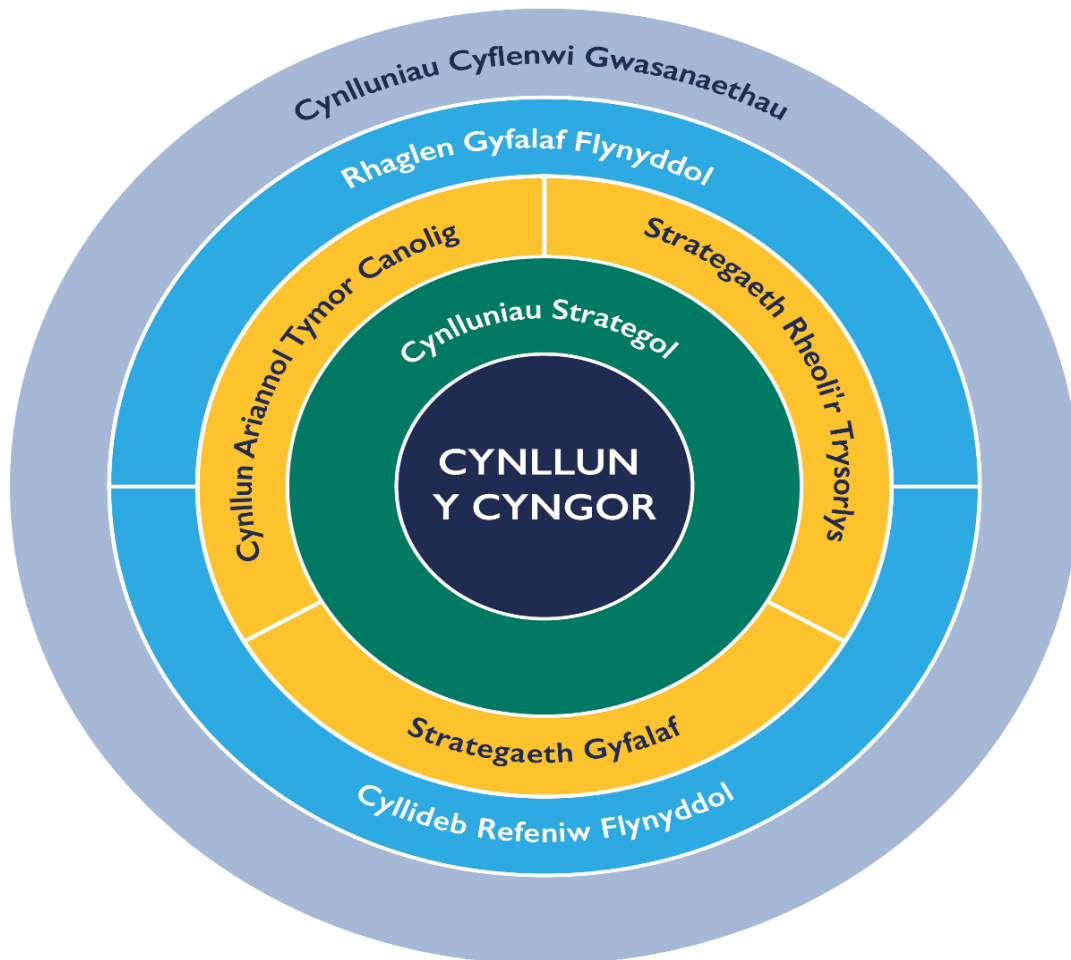 Cynlluniau Cyflenwi Gwasanaethau
Rhaglen Gyfalaf Flynyddol
Cynllun Ariannol Tymor Canolig
Strategaeth Rheoli'r Trysorlys
Cynlluniau Strategol
CYNLLUN
Y CYNGOR
Strategaeth Gyfalaf
Cyllideb Refeniw Flynyddol